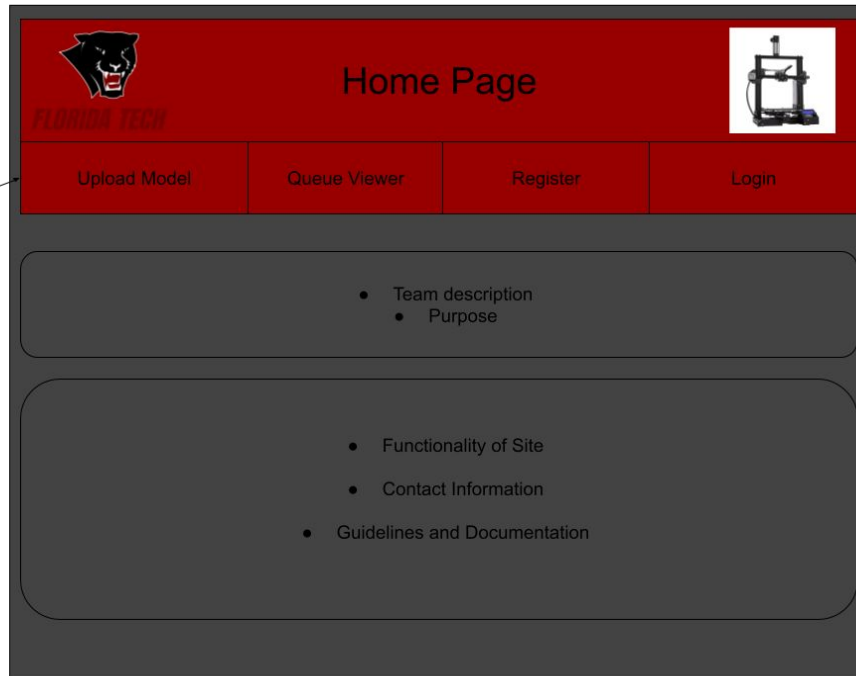 FLORIDA TECH
Home Page
Upload Model
Queue Viewer
Register
Login
● Team description
● Purpose
● Functionality of Site
● Contact Information
● Guidelines and Documentation